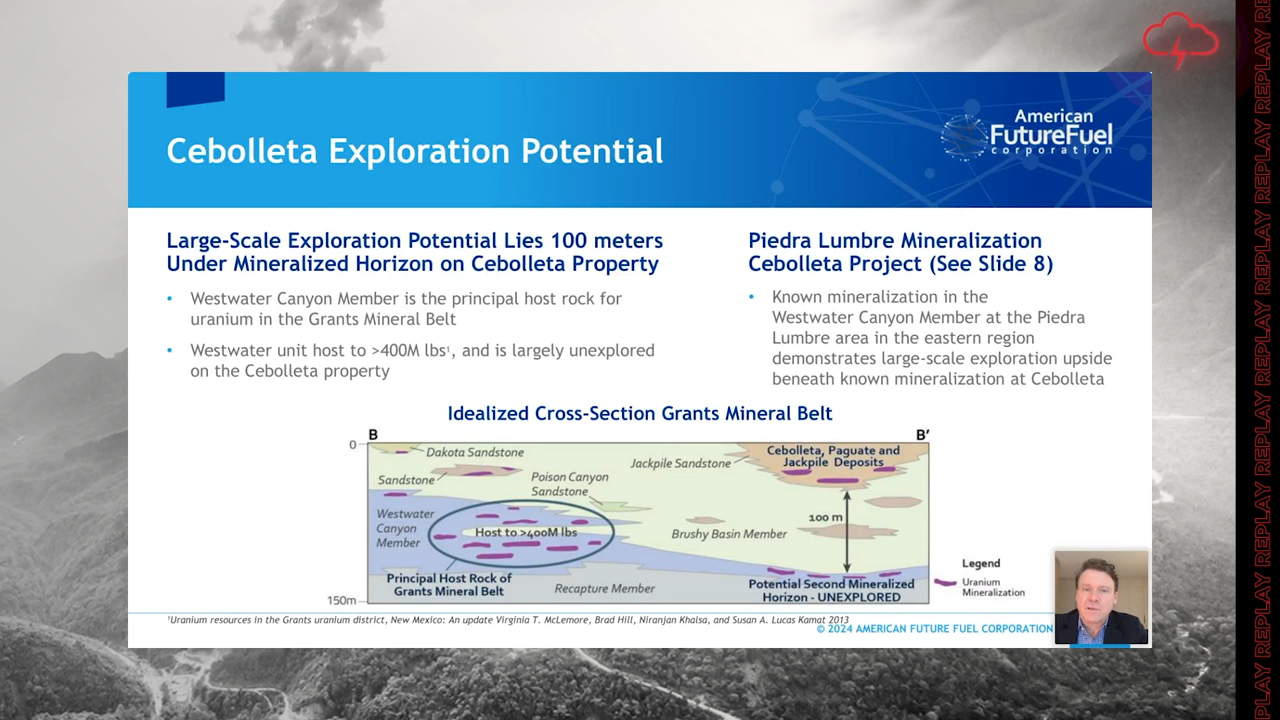 American
FutureFuel
corporation
Cebolleta Exploration Potential
Large-Scale Exploration Potential Lies 100 meters
Under Mineralized Horizon on Cebolleta Property
• Westwater Canyon Member is the principal host rock for
uranium in the Grants Mineral Belt
• Westwater unit host to >400M lbs¹, and is largely unexplored
on the Cebolleta property
Piedra Lumbre Mineralization
Cebolleta Project (See Slide 8)
• Known mineralization in the
Westwater Canyon Member at the Piedra
Lumbre area in the eastern region
demonstrates large-scale exploration upside
beneath known mineralization at Cebolleta
Idealized Cross-Section Grants Mineral Belt
B
B'
0
Dakota Sandstone
Sandstone
Poison Canyon
Sandstone
Jackpile Sandstone
Cebolleta, Paguate and
Jackpile Deposits
Westwater
Canyon
Member
Host to >400M lbs
Brushy Basin Member
100 m
Principal Host Rock of
Grants Mineral Belt
Recapture Member
Potential Second Mineralized
Horizon - UNEXPLORED
150m
Legend
Uranium
Mineralization
¹Uranium resources in the Grants uranium district, New Mexico: An update Virginia T. McLemore, Brad Hill, Niranjan Khalsa, and Susan A. Lucas Kamat 2013
© 2024 AMERICAN FUTURE FUEL CORPORATION
REPLAY REPLAY REPLAY REPLAY REPLAY REPLAY REPLAY